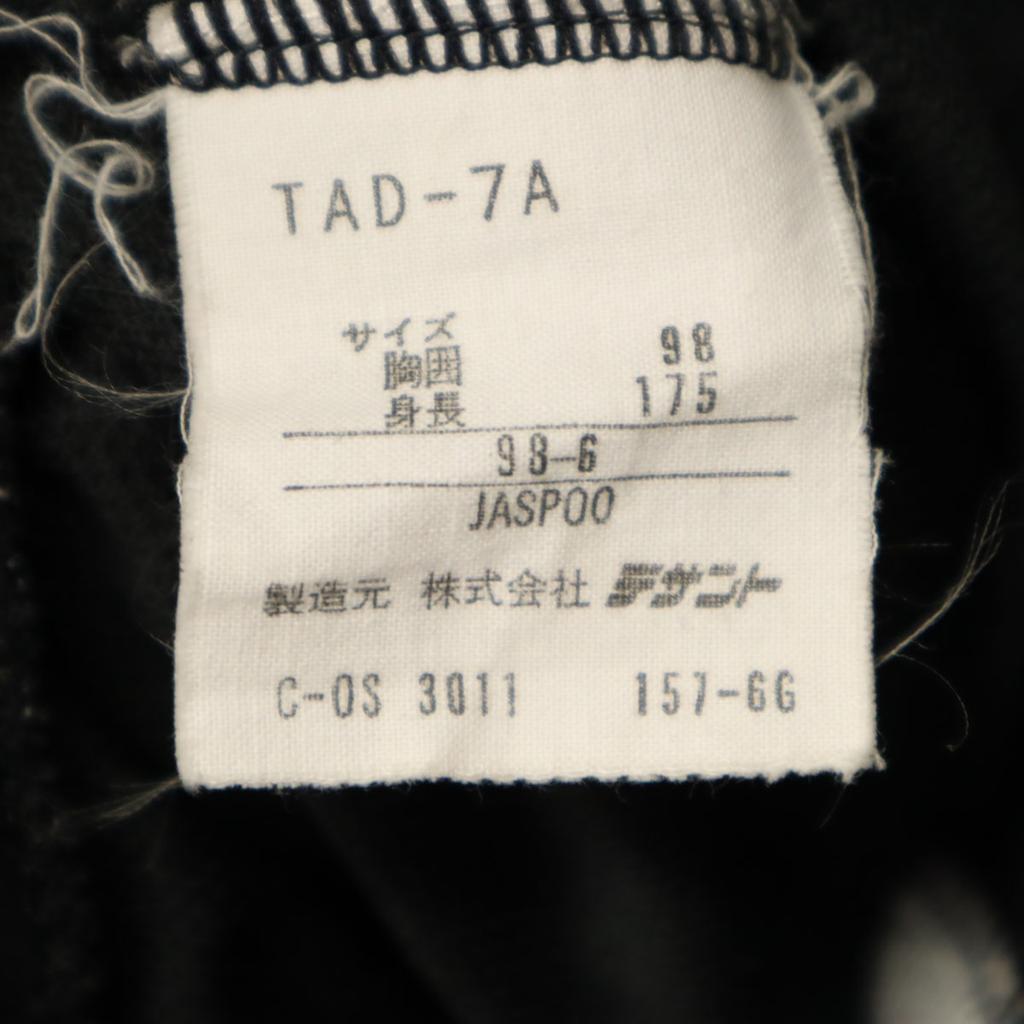 TAD-7A
サイズ
胸囲 98
身長 175
98-6
JASPOO
製造元 株式会社 デサント
C-OS 3011 157-6G